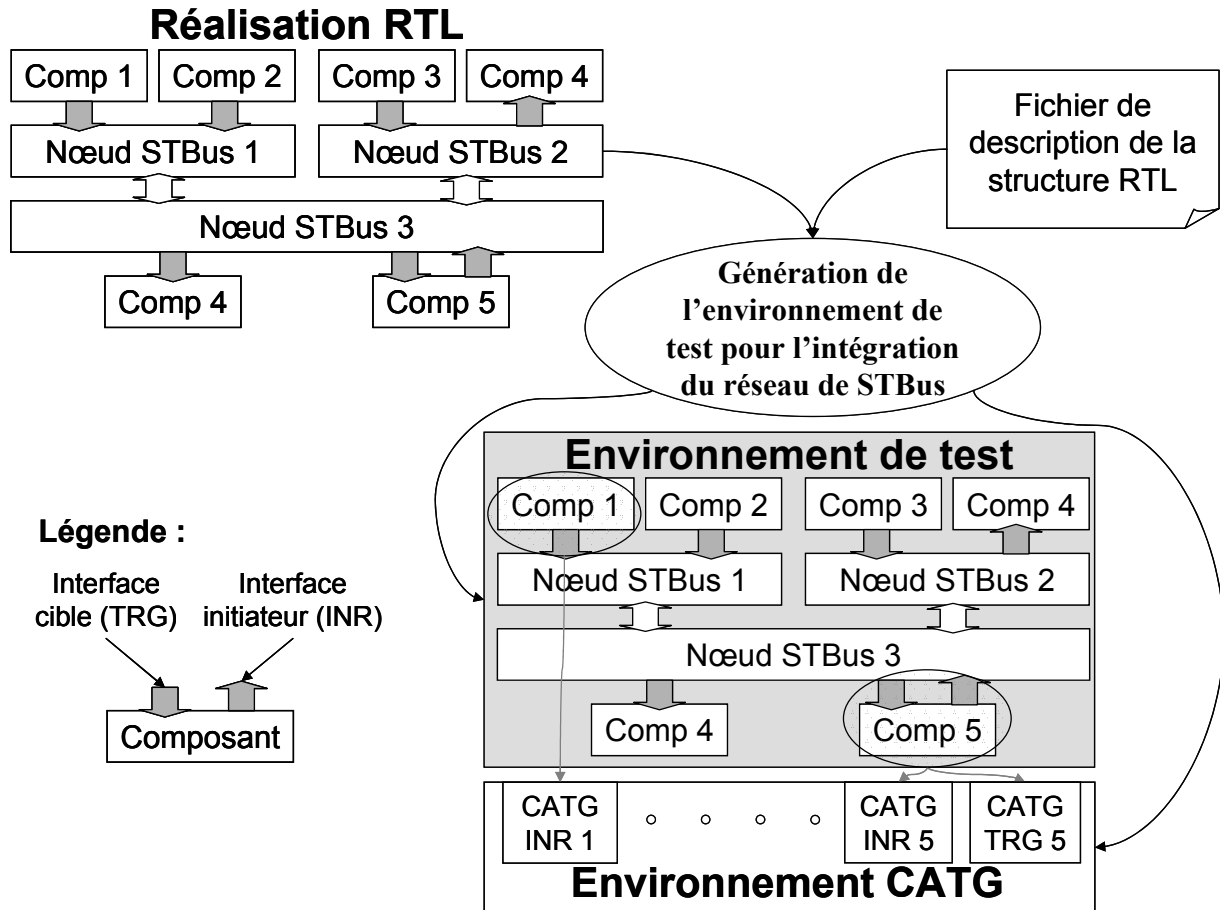 Réalisation RTL
Comp 1
Comp 2
Comp 3
Comp 4
Nœud STBus 1
Nœud STBus 2
Nœud STBus 3
Comp 4
Comp 5
Fichier de
description de la
structure RTL
Génération de
l’environnement de
test pour l’intégration
du réseau de STBus
Environnement de test
Comp 1
Comp 2
Comp 3
Comp 4
Nœud STBus 1
Nœud STBus 2
Nœud STBus 3
Comp 4
Comp 5
Légende :
Interface
cible (TRG)
Interface
initiateur (INR)
Composant
CATG
INR 1
CATG
INR 5
CATG
TRG 5
Environnement CATG